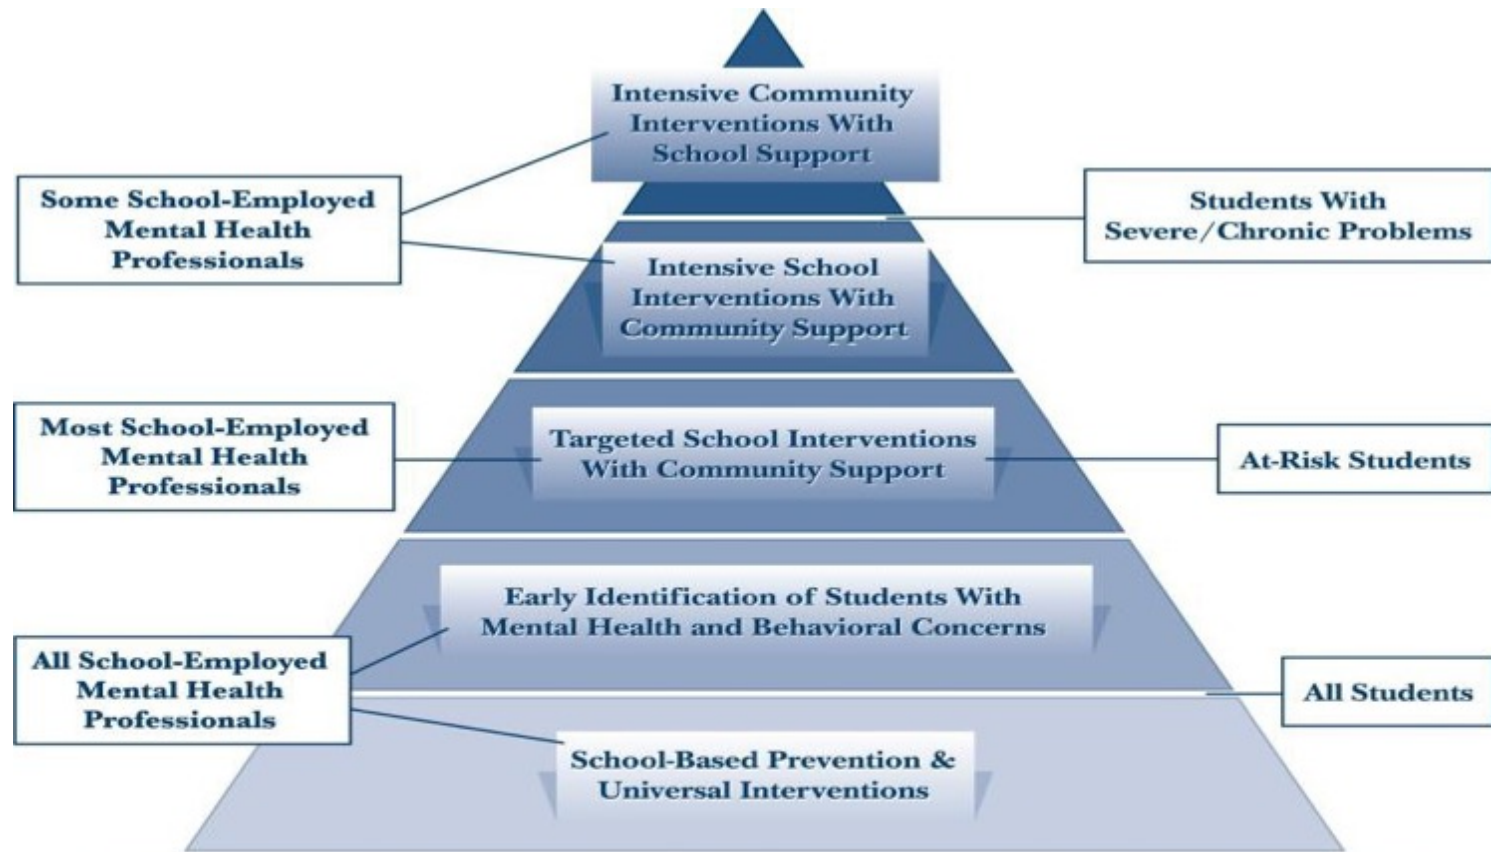 Intensive Community
Interventions With
School Support
Some School-Employed
Mental Health
Professionals
Students With
Severe/Chronic Problems
Intensive School
Interventions With
Community Support
Most School-Employed
Mental Health
Professionals
Targeted School Interventions
With Community Support
At-Risk Students
Early Identification of Students With
Mental Health and Behavioral Concerns
All School-Employed
Mental Health
Professionals
All Students
School-Based Prevention &
Universal Interventions